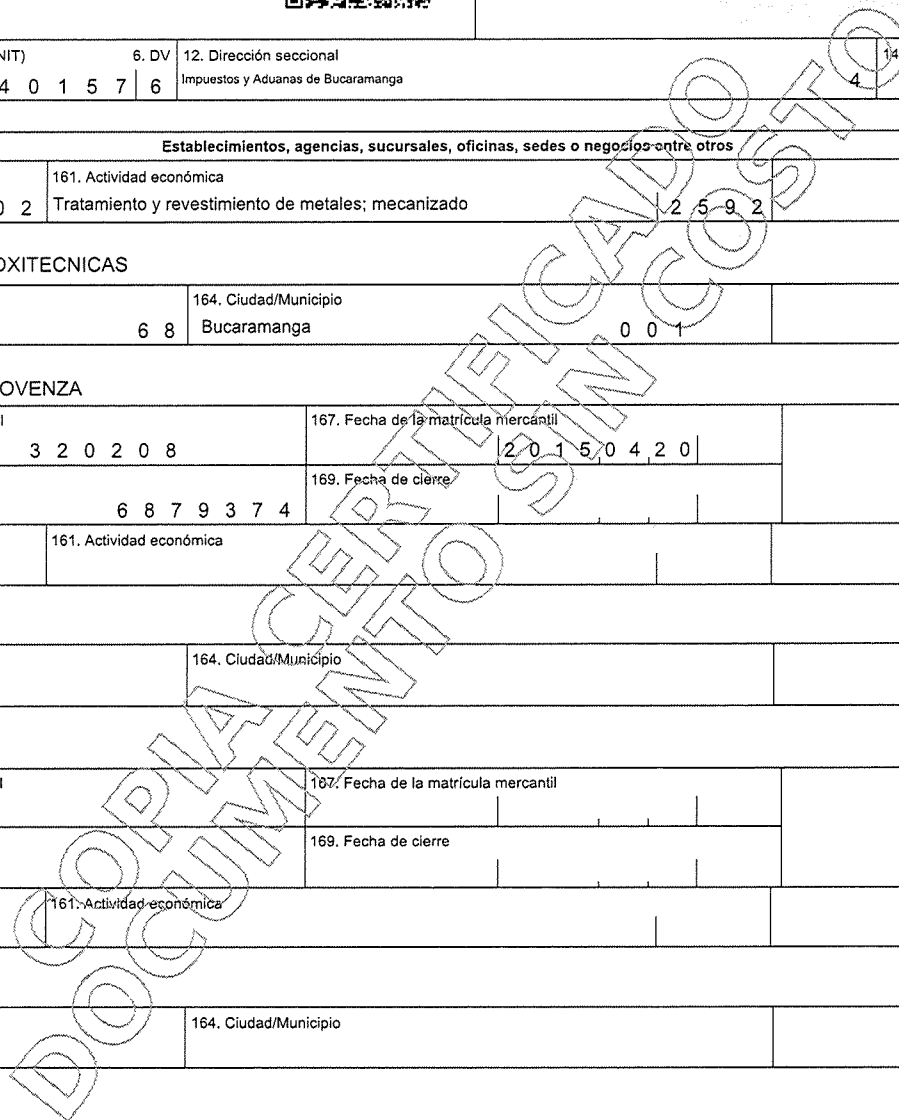 NIT) 6. DV 12. Dirección seccional 14
4 0 1 5 7 6 Impuestos y Aduanas de Bucaramanga 4
Establecimientos, agencias, sucursales, oficinas, sedes o negocios entre otros
161. Actividad económica
0 2 Tratamiento y revestimiento de metales; mecanizado 2 5 9 2
OXITECNICAS
164. Ciudad/Municipio
6 8 Bucaramanga 0 0 1
OVENZA
167. Fecha de la matrícula mercantil
3 2 0 2 0 8 2 0 1 5 0 4 2 0
169. Fecha de cierre
6 8 7 9 3 7 4
161. Actividad económica
164. Ciudad/Municipio
167. Fecha de la matrícula mercantil
169. Fecha de cierre
161. Actividad económica
164. Ciudad/Municipio
COPIA CERTIFICADO
DOCUMENTO SIN COSTO